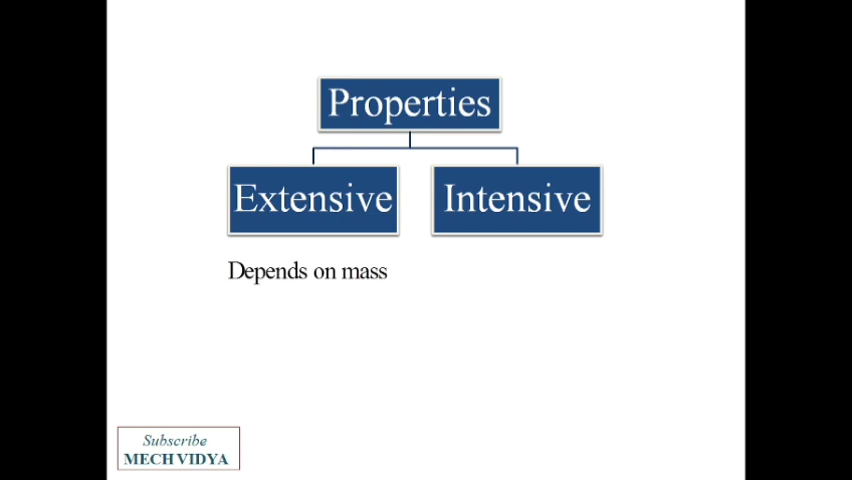 Properties
Extensive
Intensive
Depends on mass
Subscribe
MECH VIDYA